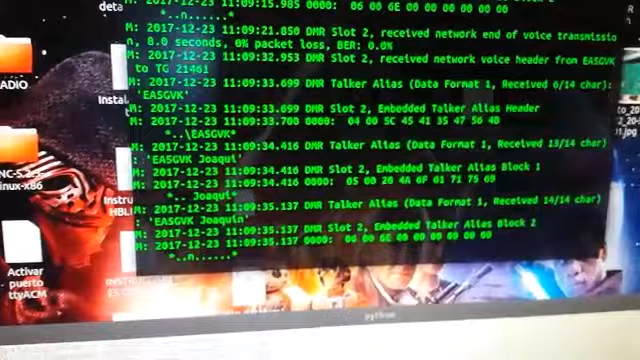 M: 2017-12-23 11:09:15.985 0000: 06 00 6E 00 00 00 00 00 00
*..n......*
M: 2017-12-23 11:09:21.050 DMR Slot 2, received network end of voice transmissio
n, 8.0 seconds, 0% packet loss, BER: 0.0%
M: 2017-12-23 11:09:32.953 DMR Slot 2, received network voice header from EA5GVK
to TG 21461
M: 2017-12-23 11:09:33.699 DMR Talker Alias (Data Format 1, Received 6/14 char):
'EA5GVK'
M: 2017-12-23 11:09:33.699 DMR Slot 2, Embedded Talker Alias Header
M: 2017-12-23 11:09:33.700 0000: 04 00 5C 45 41 35 47 56 4B
*..\EA5GVK*
M: 2017-12-23 11:09:34.416 DMR Talker Alias (Data Format 1, Received 13/14 char)
: 'EA5GVK Joaqui'
M: 2017-12-23 11:09:34.416 DMR Slot 2, Embedded Talker Alias Block 1
M: 2017-12-23 11:09:34.416 0000: 05 00 20 4A 6F 61 71 75 69
*.. Joaqui*
M: 2017-12-23 11:09:35.137 DMR Talker Alias (Data Format 1, Received 14/14 char)
: 'EA5GVK Joaquin'
M: 2017-12-23 11:09:35.137 DMR Slot 2, Embedded Talker Alias Block 2
M: 2017-12-23 11:09:35.137 0000: 06 00 6E 00 00 00 00 00 00
*..n......*
deta
ADIO
Instal
inux-x86
Instru
HBL
Activar
puerto
ttyACM
.jpg
python